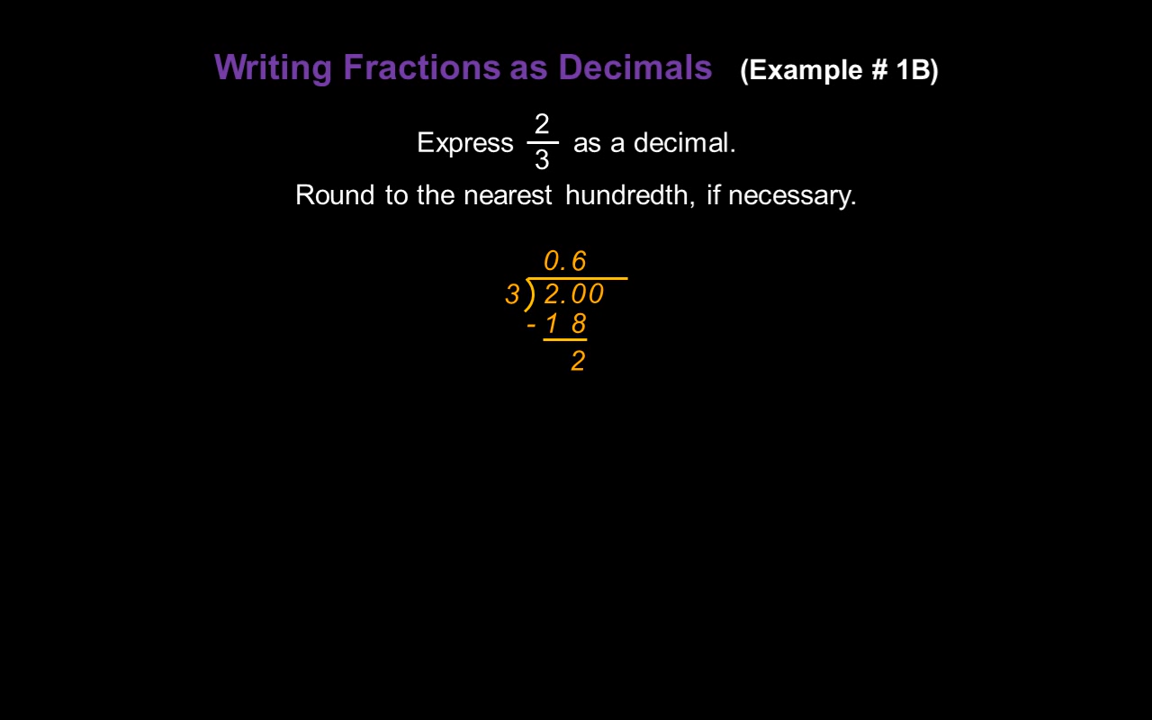 Writing Fractions as Decimals (Example # 1B)
Express 2/3 as a decimal.
Round to the nearest hundredth, if necessary.
0.6
3)2.00
-1 8
2